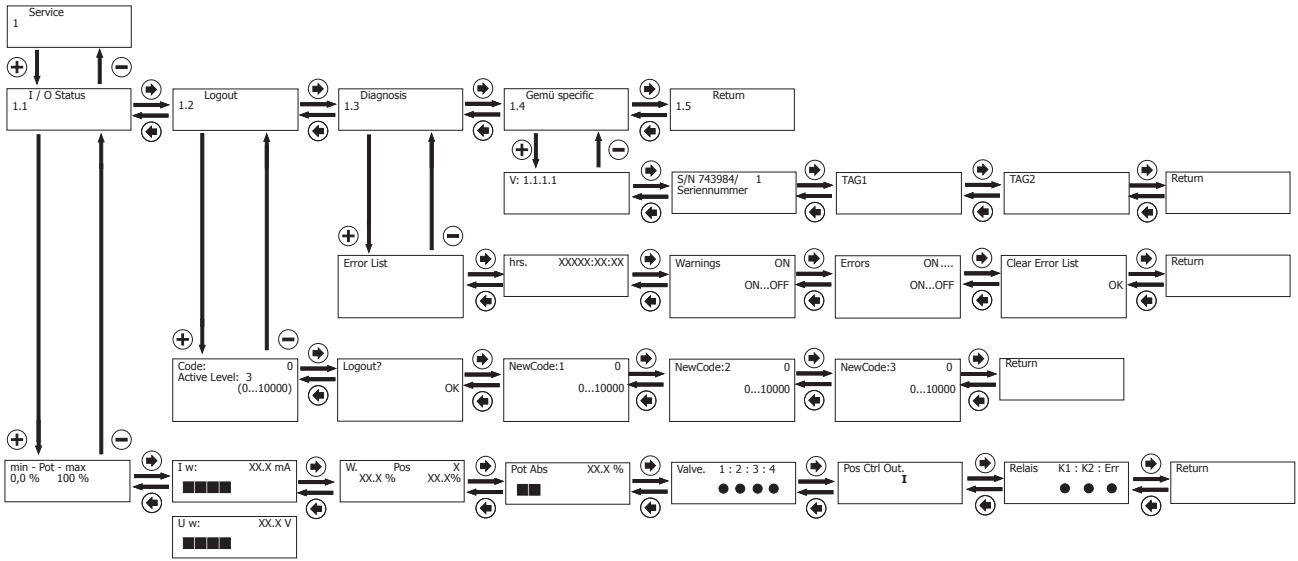 Service
1
I / O Status
1.1
Logout
1.2
Diagnosis
1.3
Gemü specific
1.4
Return
1.5
V: 1.1.1.1
S/N 743984/ 1
Seriennummer
TAG1
TAG2
Return
Error List
hrs. XXXXX:XX:XX
Warnings ON
ON...OFF
Errors ON....
ON...OFF
Clear Error List
OK
Return
Code: 0
Active Level: 3
(0...10000)
Logout?
OK
NewCode:1 0
0...10000
NewCode:2 0
0...10000
NewCode:3 0
0...10000
Return
min - Pot - max
0,0 % 100 %
I w: XX.X mA
W. Pos X
XX.X % XX.X%
Pot Abs XX.X %
Valve. 1 : 2 : 3 : 4
Pos Ctrl Out.
I
Relais K1 : K2 : Err
Return
U w: XX.X V